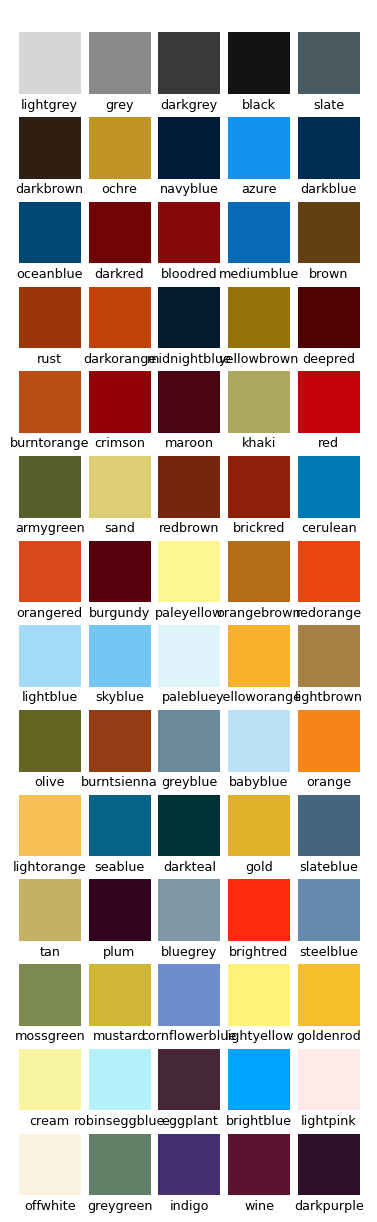 lightgrey grey darkgrey black slate
darkbrown ochre navyblue azure darkblue
oceanblue darkred bloodred mediumblue brown
rust darkorange midnightblue yellowbrown deepred
burntorange crimson maroon khaki red
armygreen sand redbrown brickred cerulean
orangered burgundy paleyellow orangebrown redorange
lightblue skyblue paleblue yelloworange lightbrown
olive burntsienna greyblue babyblue orange
lightorange seablue darkteal gold slateblue
tan plum bluegrey brightred steelblue
mossgreen mustard cornflowerblue lightyellow goldenrod
cream robinseggblue eggplant brightblue lightpink
offwhite greygreen indigo wine darkpurple